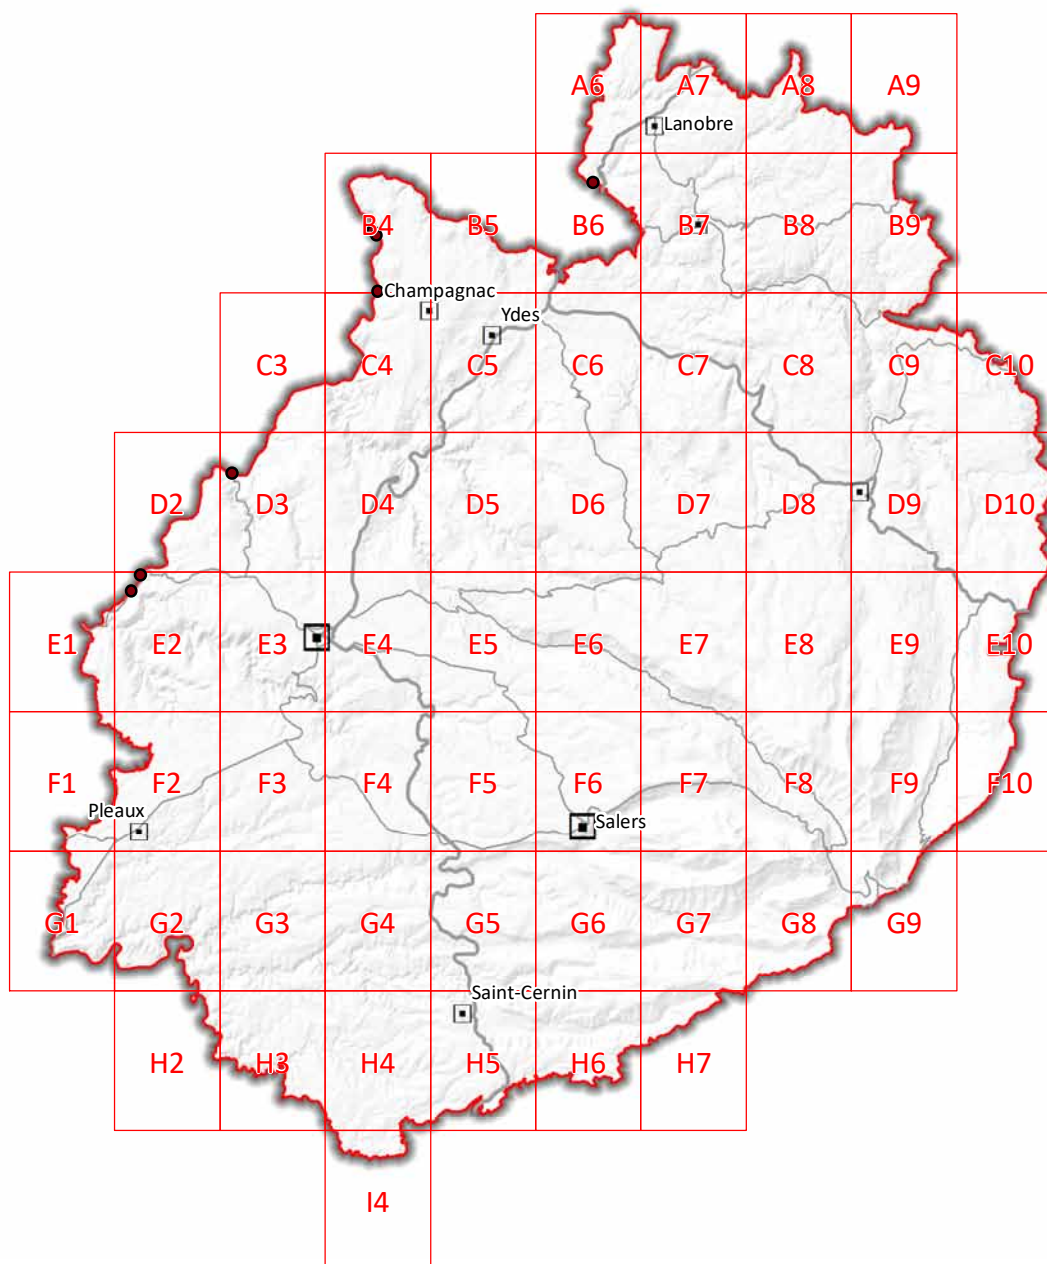 A6 A7 A8 A9
Lanobre
B4 B5 B6 B7 B8 B9
Champagnac
Ydes
C3 C4 C5 C6 C7 C8 C9 C10
D2 D3 D4 D5 D6 D7 D8 D9 D10
E1 E2 E3 E4 E5 E6 E7 E8 E9 E10
F1 F2 F3 F4 F5 F6 F7 F8 F9 F10
Pleaux
Salers
G1 G2 G3 G4 G5 G6 G7 G8 G9
Saint-Cernin
H2 H3 H4 H5 H6 H7
I4